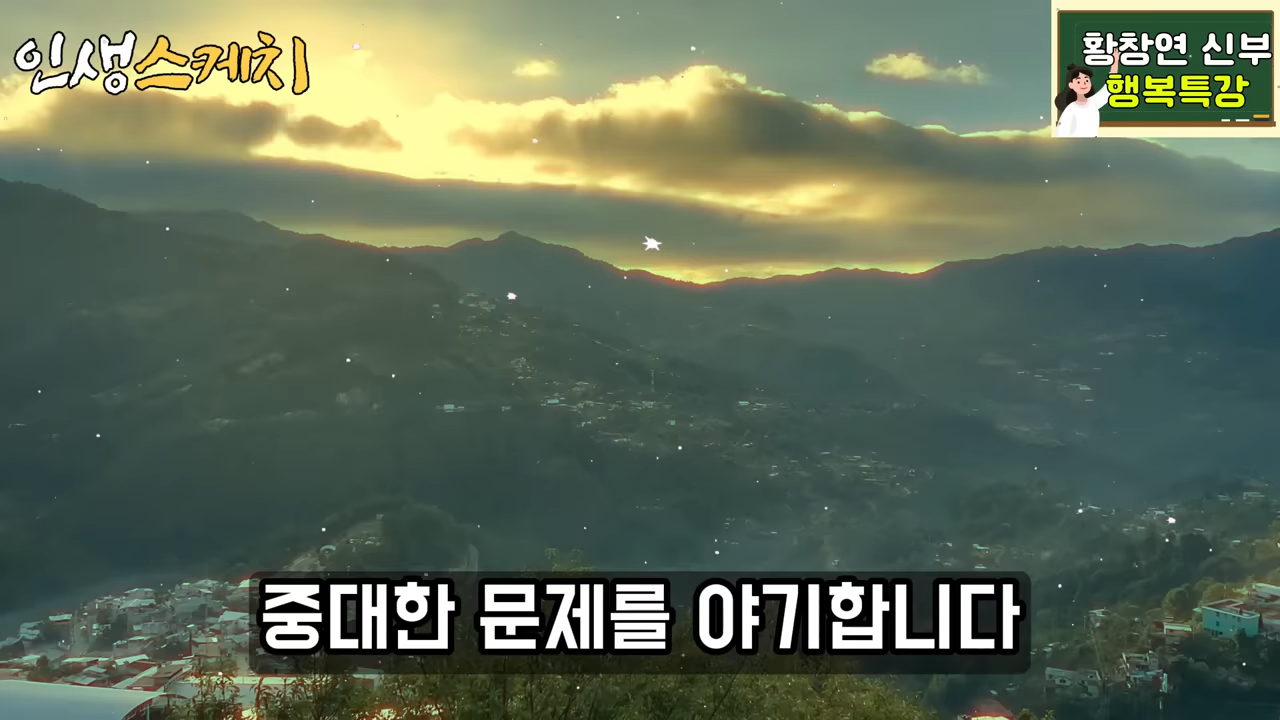 인생스케치
황창연 신부
행복특강
중대한 문제를 야기합니다